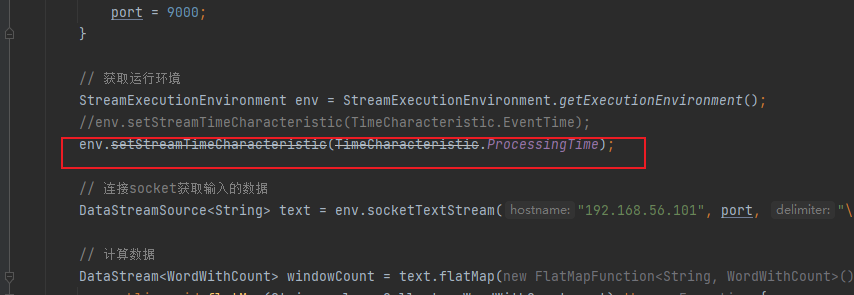 port = 9000;
}
// 获取运行环境
StreamExecutionEnvironment env = StreamExecutionEnvironment.getExecutionEnvironment();
//env.setStreamTimeCharacteristic(TimeCharacteristic.EventTime);
env.setStreamTimeCharacteristic(TimeCharacteristic.ProcessingTime);
// 连接socket获取输入的数据
DataStreamSource<String> text = env.socketTextStream( hostname: "192.168.56.101", port, delimiter: "\
// 计算数据
DataStream<WordWithCount> windowCount = text.flatMap(new FlatMapFunction<String, WordWithCount>()